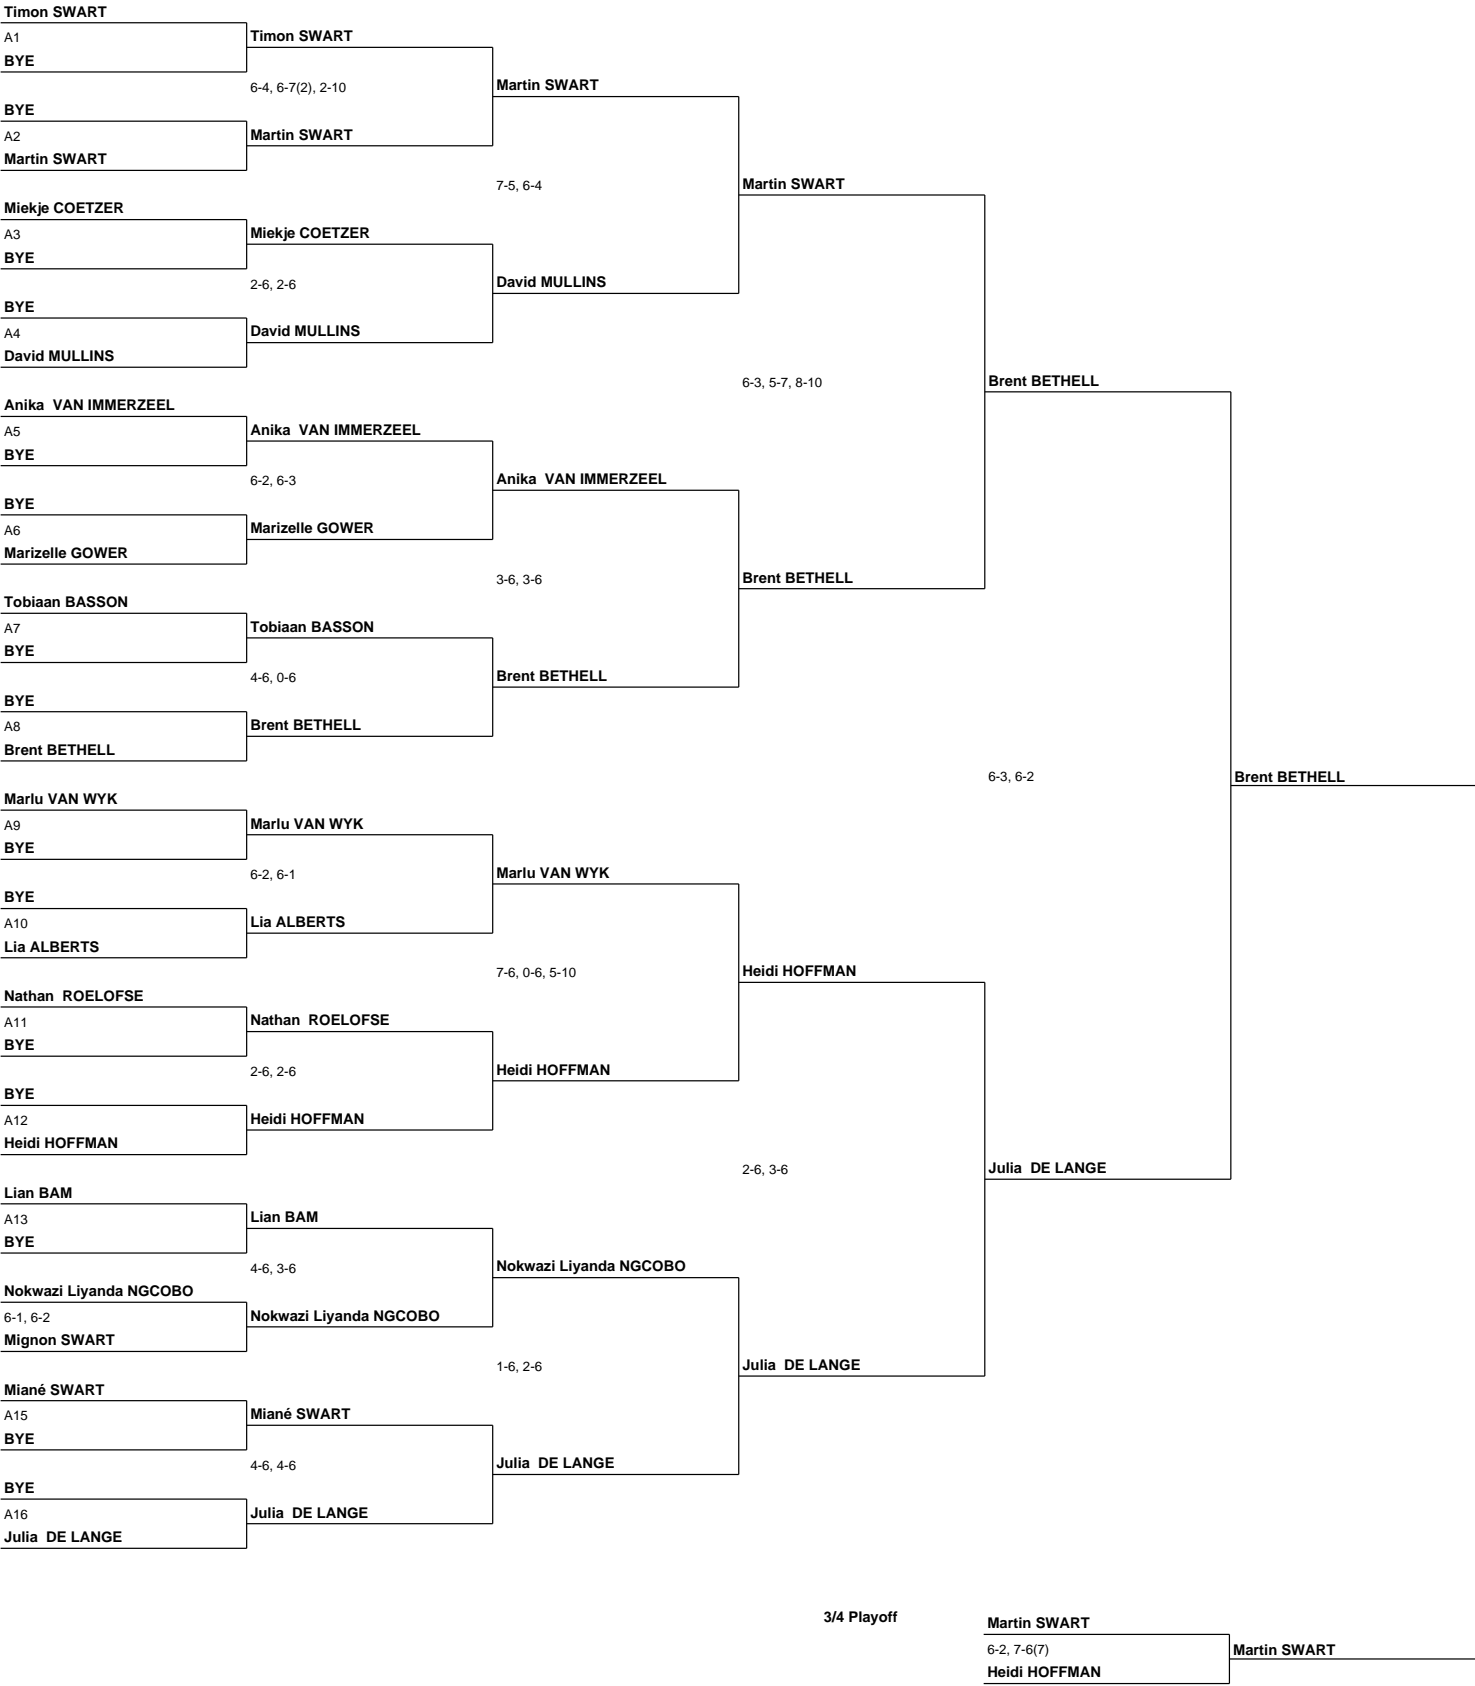 Timon SWART
A1
BYE
BYE
A2
Martin SWART
Miekje COETZER
A3
BYE
BYE
A4
David MULLINS
Anika  VAN IMMERZEEL
A5
BYE
BYE
A6
Marizelle GOWER
Tobiaan BASSON
A7
BYE
BYE
A8
Brent BETHELL
Marlu VAN WYK
A9
BYE
BYE
A10
Lia ALBERTS
Nathan  ROELOFSE
A11
BYE
BYE
A12
Heidi HOFFMAN
Lian BAM
A13
BYE
Nokwazi Liyanda NGCOBO
6-1, 6-2
Mignon SWART
Miané SWART
A15
BYE
BYE
A16
Julia  DE LANGE
Timon SWART
6-4, 6-7(2), 2-10
Martin SWART
Miekje COETZER
2-6, 2-6
David MULLINS
Anika  VAN IMMERZEEL
6-2, 6-3
Marizelle GOWER
Tobiaan BASSON
4-6, 0-6
Brent BETHELL
Marlu VAN WYK
6-2, 6-1
Lia ALBERTS
Nathan  ROELOFSE
2-6, 2-6
Heidi HOFFMAN
Lian BAM
4-6, 3-6
Nokwazi Liyanda NGCOBO
Miané SWART
4-6, 4-6
Julia  DE LANGE
Martin SWART
7-5, 6-4
David MULLINS
Anika  VAN IMMERZEEL
3-6, 3-6
Brent BETHELL
Marlu VAN WYK
7-6, 0-6, 5-10
Heidi HOFFMAN
Nokwazi Liyanda NGCOBO
1-6, 2-6
Julia  DE LANGE
Martin SWART
6-3, 5-7, 8-10
Brent BETHELL
Heidi HOFFMAN
2-6, 3-6
Julia  DE LANGE
Brent BETHELL
6-3, 6-2
Julia  DE LANGE
Brent BETHELL
3/4 Playoff
Martin SWART
6-2, 7-6(7)
Heidi HOFFMAN
Martin SWART